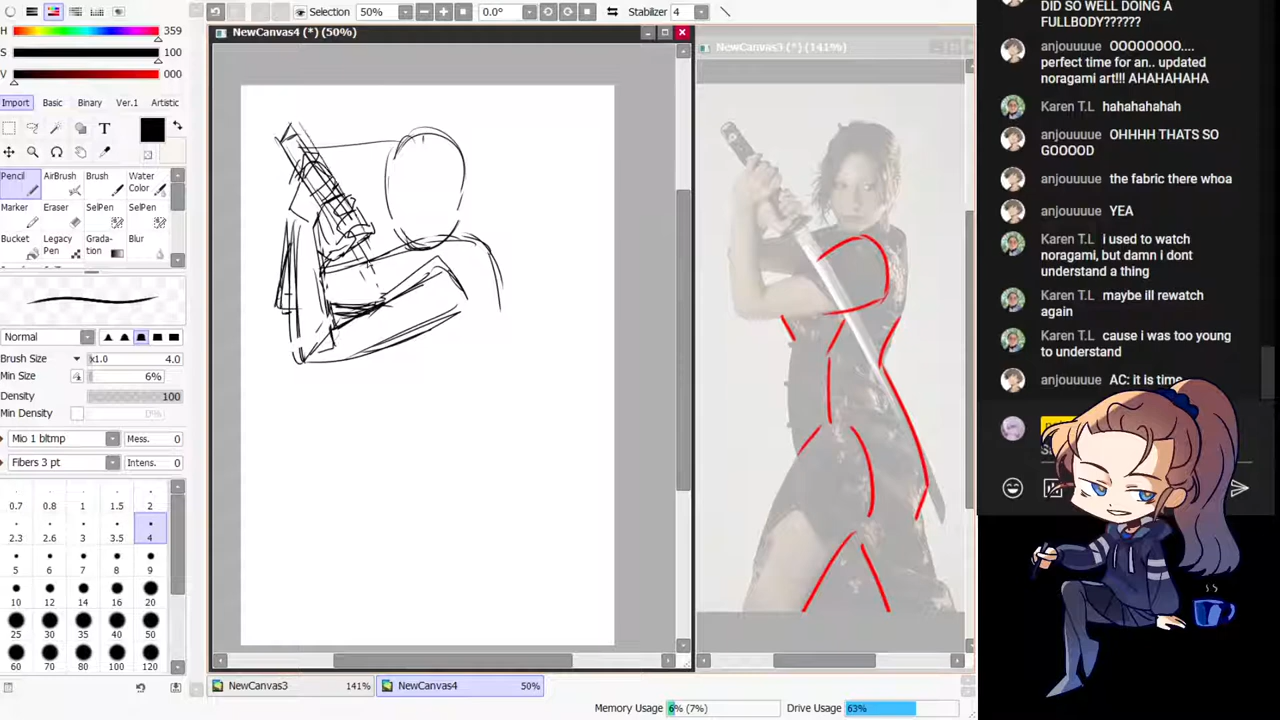 Selection
50%
0.0°
Stabilizer
4
H
359
S
100
V
000
Import
Basic
Binary
Ver.1
Artistic
T
Pencil
AirBrush
Brush
Water
Color
Marker
Eraser
SelPen
SelPen
Bucket
Legacy
Pen
Grada-
tion
Blur
Normal
Brush Size
x1.0
4.0
Min Size
6%
Density
100
Min Density
0%
Mio 1 bltmp
Mess.
0
Fibers 3 pt
Intens.
0
0.7
0.8
1
1.5
2
2.3
2.6
3
3.5
4
5
6
7
8
9
10
12
14
16
20
25
30
35
40
50
60
70
80
100
120
NewCanvas4 (*) (50%)
NewCanvas3 (*) (141%)
NewCanvas3
141%
NewCanvas4
50%
Memory Usage
6% (7%)
Drive Usage
63%
DID SO WELL DOING A
FULLBODY??????
anjouuuue OOOOOOOO....
perfect time for an.. updated
noragami art!!! AHAHAHAHA
Karen T.L hahahahahah
anjouuuue OHHHH THATS SO
GOOOOD
anjouuuue the fabric there whoa
anjouuuue YEA
Karen T.L i used to watch
noragami, but damn i dont
understand a thing
Karen T.L maybe ill rewatch
again
Karen T.L cause i was too young
to understand
anjouuuue AC: it is time